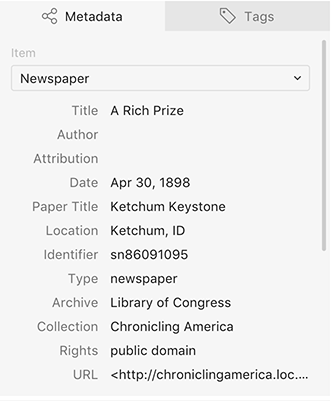 Metadata Tags
Item
Newspaper
Title A Rich Prize
Author
Attribution
Date Apr 30, 1898
Paper Title Ketchum Keystone
Location Ketchum, ID
Identifier sn86091095
Type newspaper
Archive Library of Congress
Collection Chronicling America
Rights public domain
URL <http://chroniclingamerica.loc....